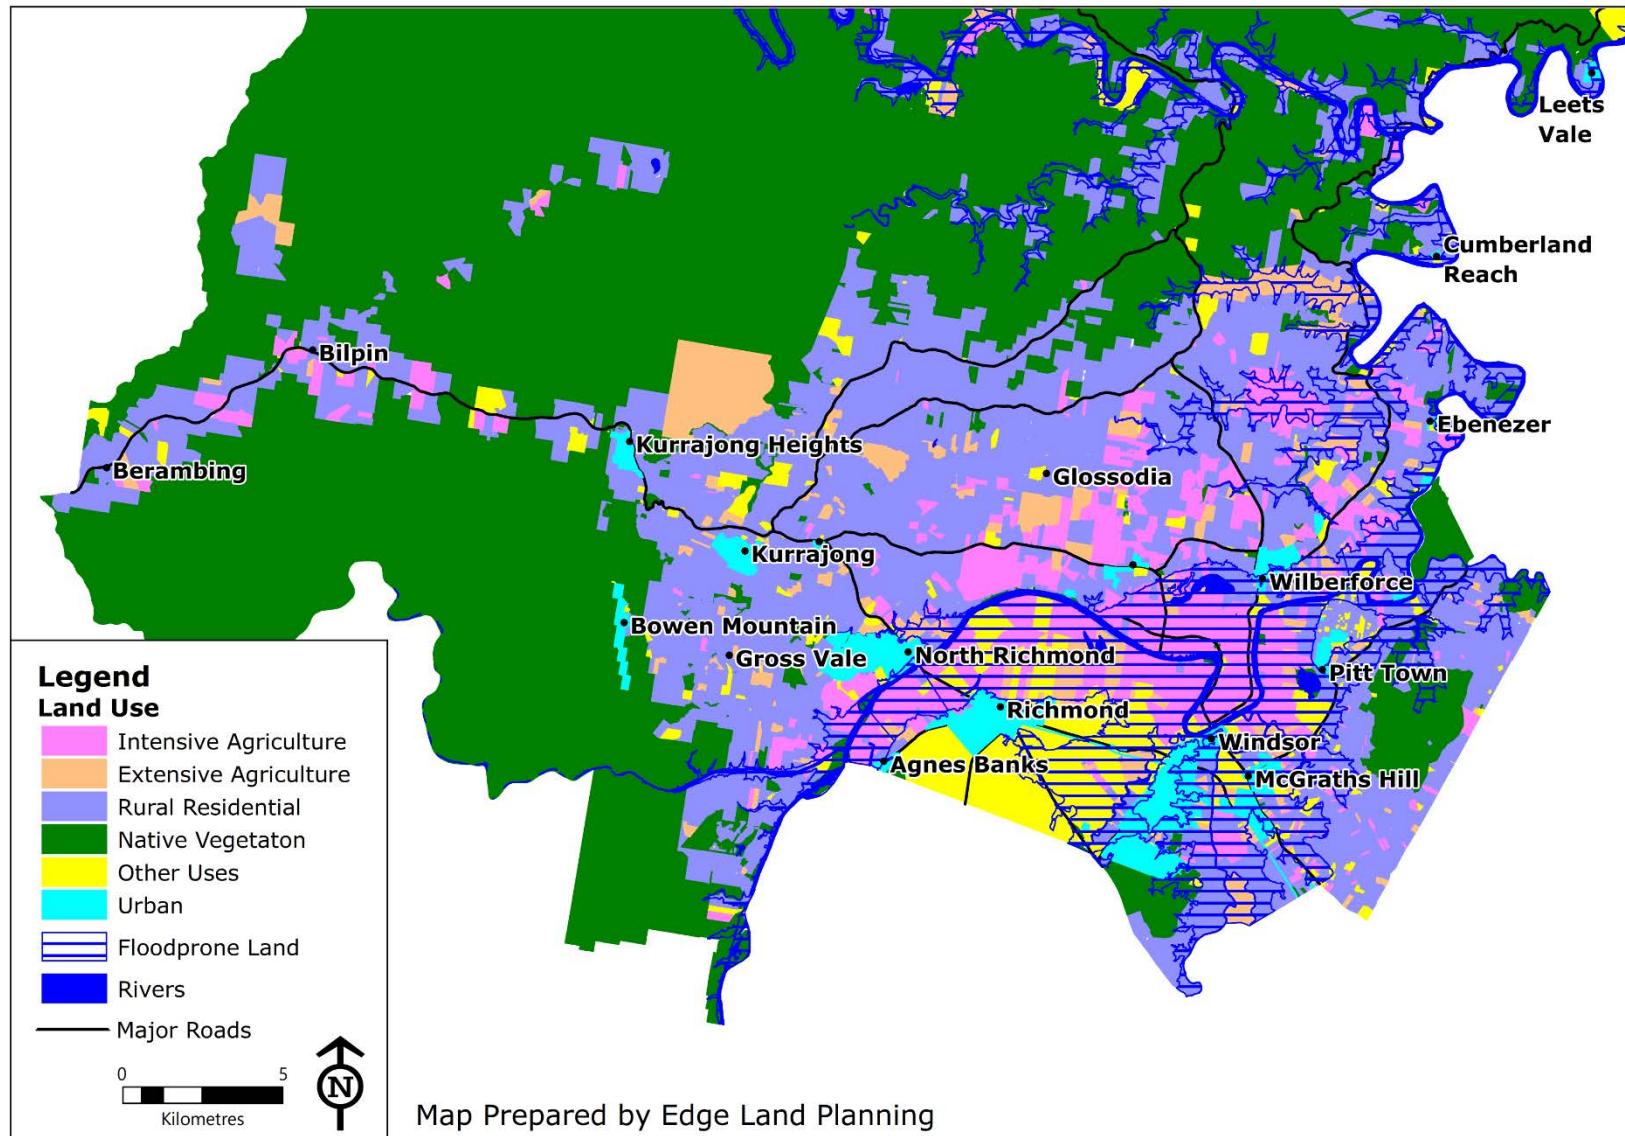 Leets
Vale
Cumberland
Reach
Bilpin
Ebenezer
Kurrajong Heights
Berambing
Glossodia
Kurrajong
Wilberforce
Bowen Mountain
Gross Vale
North Richmond
Pitt Town
Richmond
Windsor
Agnes Banks
McGraths Hill
Legend
Land Use
Intensive Agriculture
Extensive Agriculture
Rural Residential
Native Vegetaton
Other Uses
Urban
Floodprone Land
Rivers
Major Roads
0 5
Kilometres
N
Map Prepared by Edge Land Planning